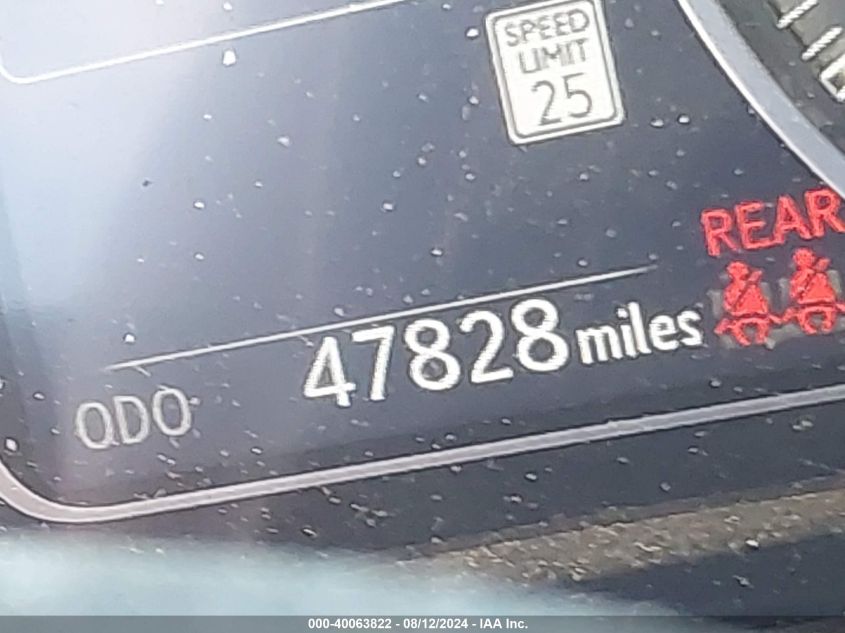 SPEED
LIMIT
25
REAR
47828 miles
ODO
000-40063822 - 08/12/2024 - IAA Inc.